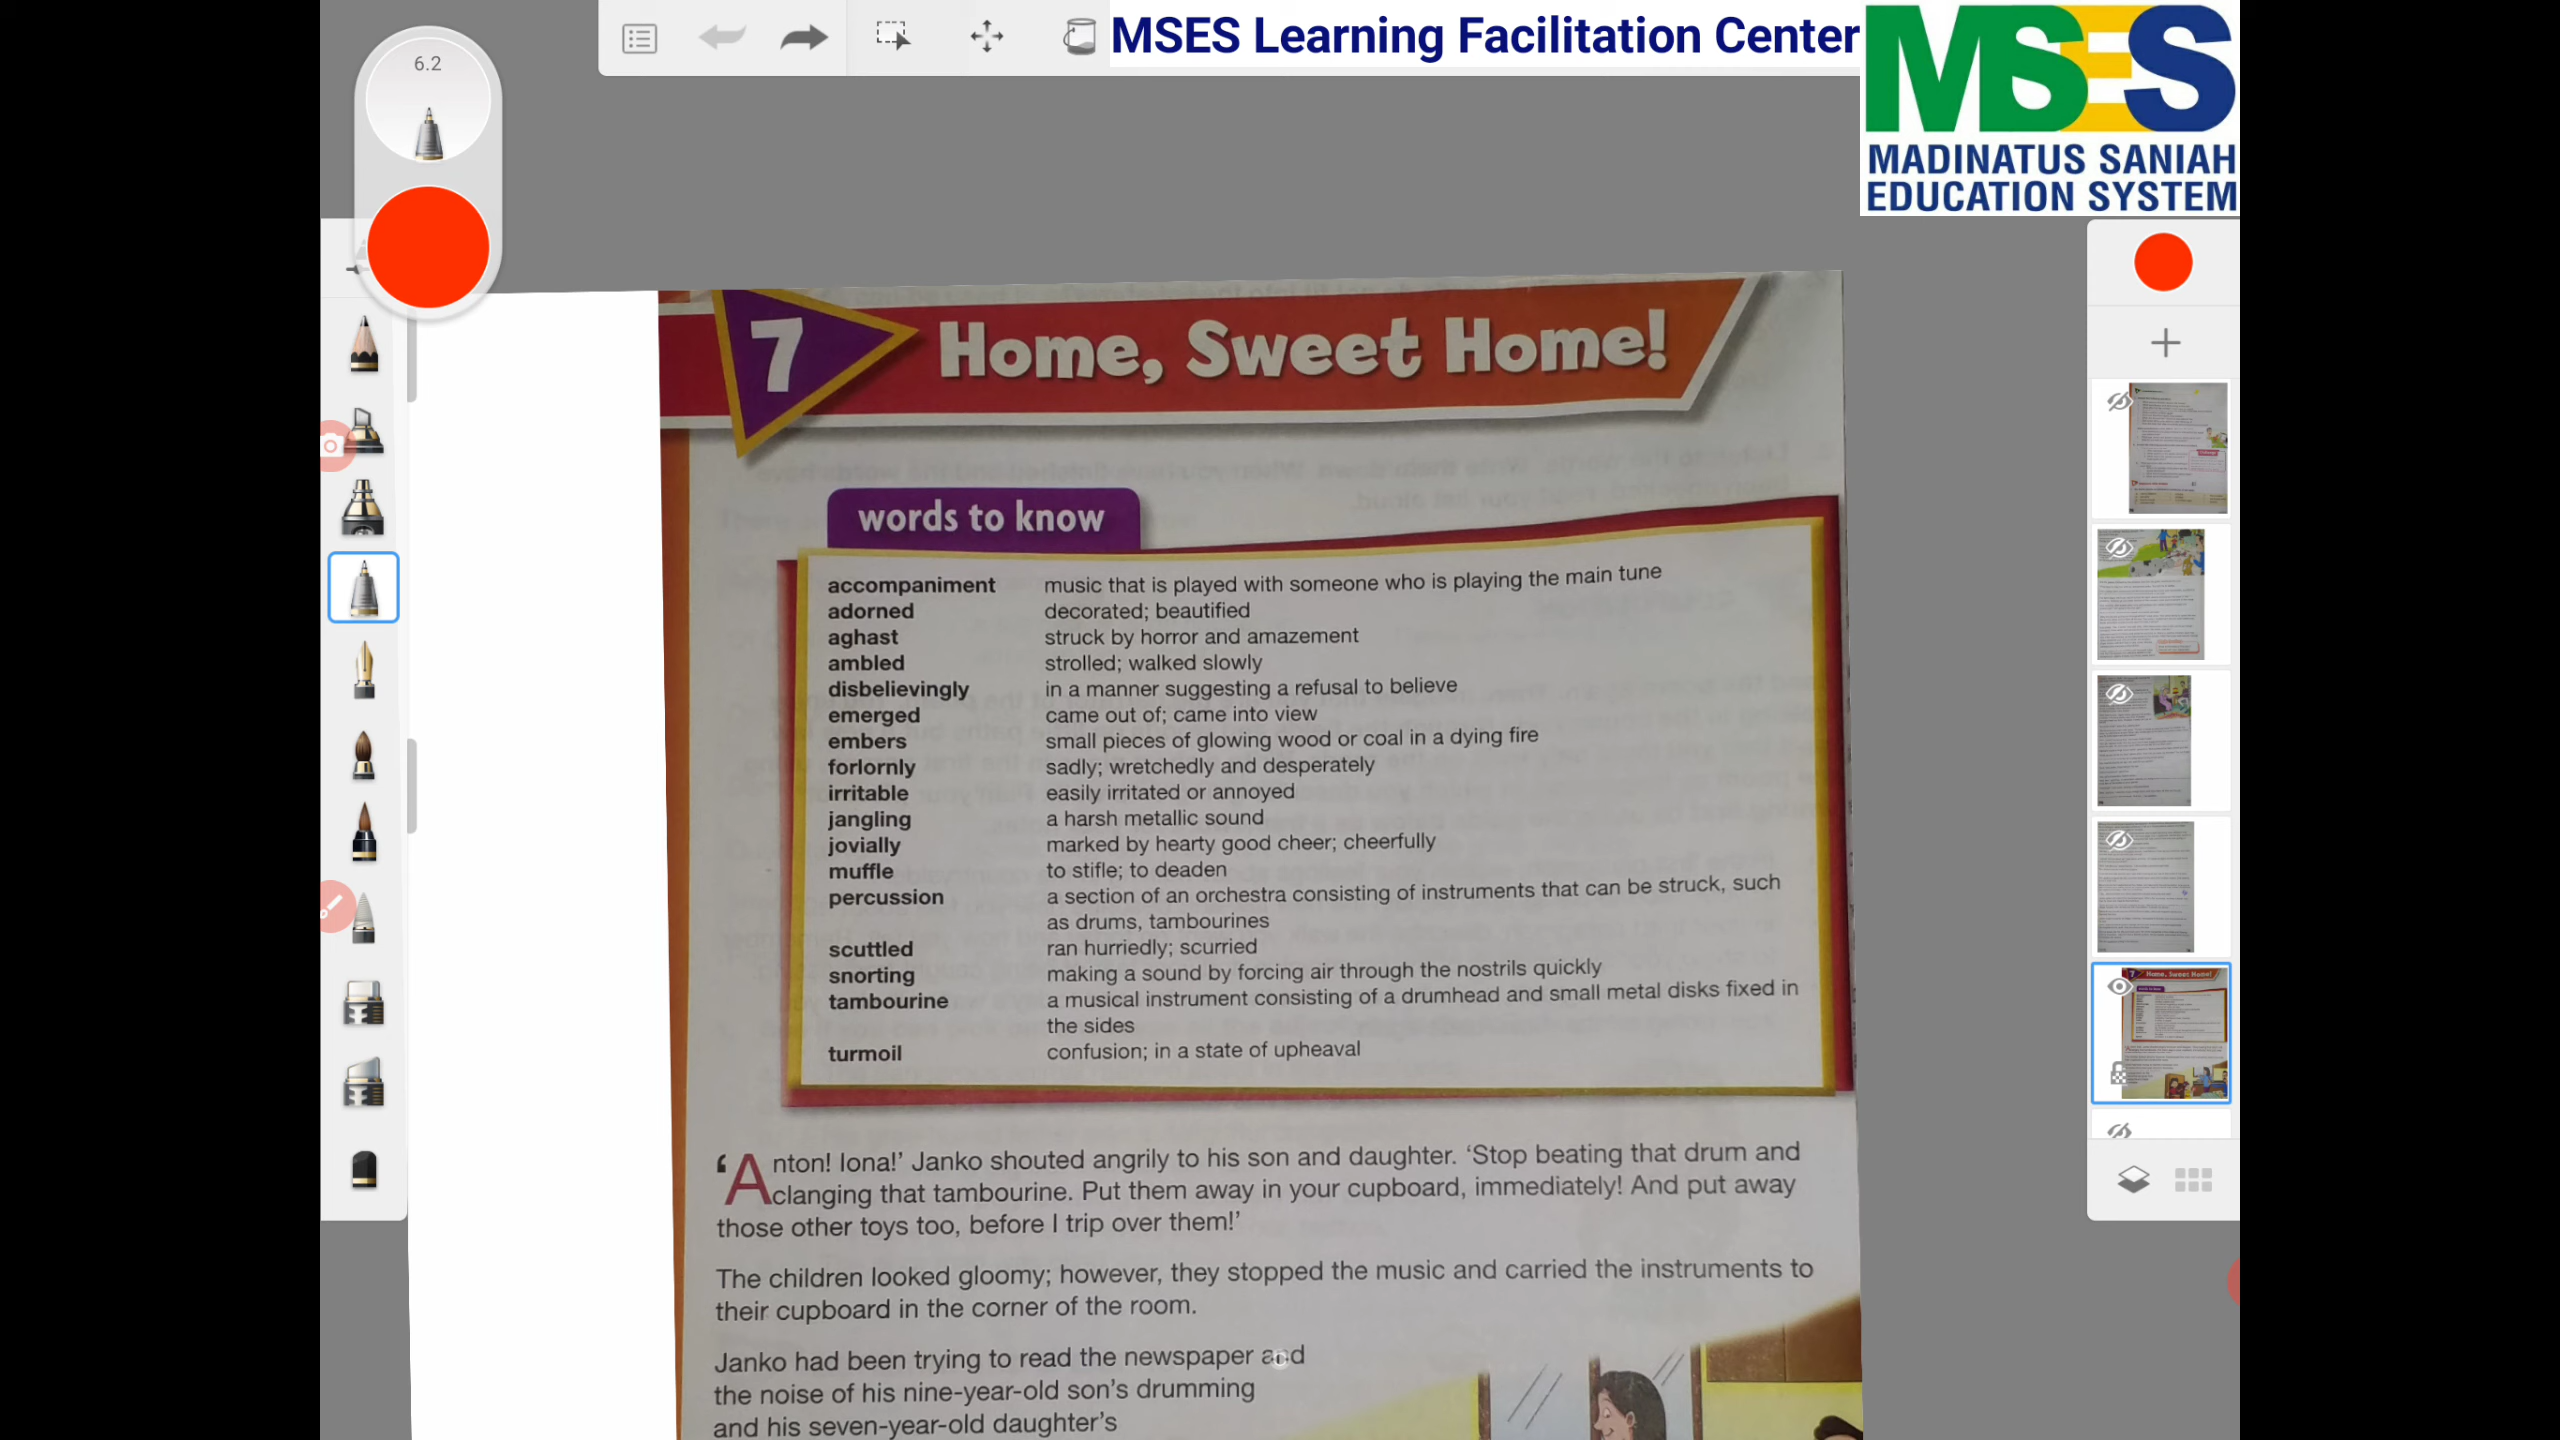 6.2
MSES Learning Facilitation Center
MSES
MADINATUS SANIAH
EDUCATION SYSTEM
7 Home, Sweet Home!
words to know
accompaniment music that is played with someone who is playing the main tune
adorned decorated; beautified
aghast struck by horror and amazement
ambled strolled; walked slowly
disbelievingly in a manner suggesting a refusal to believe
emerged came out of; came into view
embers small pieces of glowing wood or coal in a dying fire
forlornly sadly; wretchedly and desperately
irritable easily irritated or annoyed
jangling a harsh metallic sound
jovially marked by hearty good cheer; cheerfully
muffle to stifle; to deaden
percussion a section of an orchestra consisting of instruments that can be struck, such
as drums, tambourines
scuttled ran hurriedly; scurried
snorting making a sound by forcing air through the nostrils quickly
tambourine a musical instrument consisting of a drumhead and small metal disks fixed in
the sides
turmoil confusion; in a state of upheaval
‘Anton! Iona!’ Janko shouted angrily to his son and daughter. ‘Stop beating that drum and
clanging that tambourine. Put them away in your cupboard, immediately! And put away
those other toys too, before I trip over them!’
The children looked gloomy; however, they stopped the music and carried the instruments to
their cupboard in the corner of the room.
Janko had been trying to read the newspaper and
the noise of his nine-year-old son’s drumming
and his seven-year-old daughter’s
7 Home, Sweet Home!